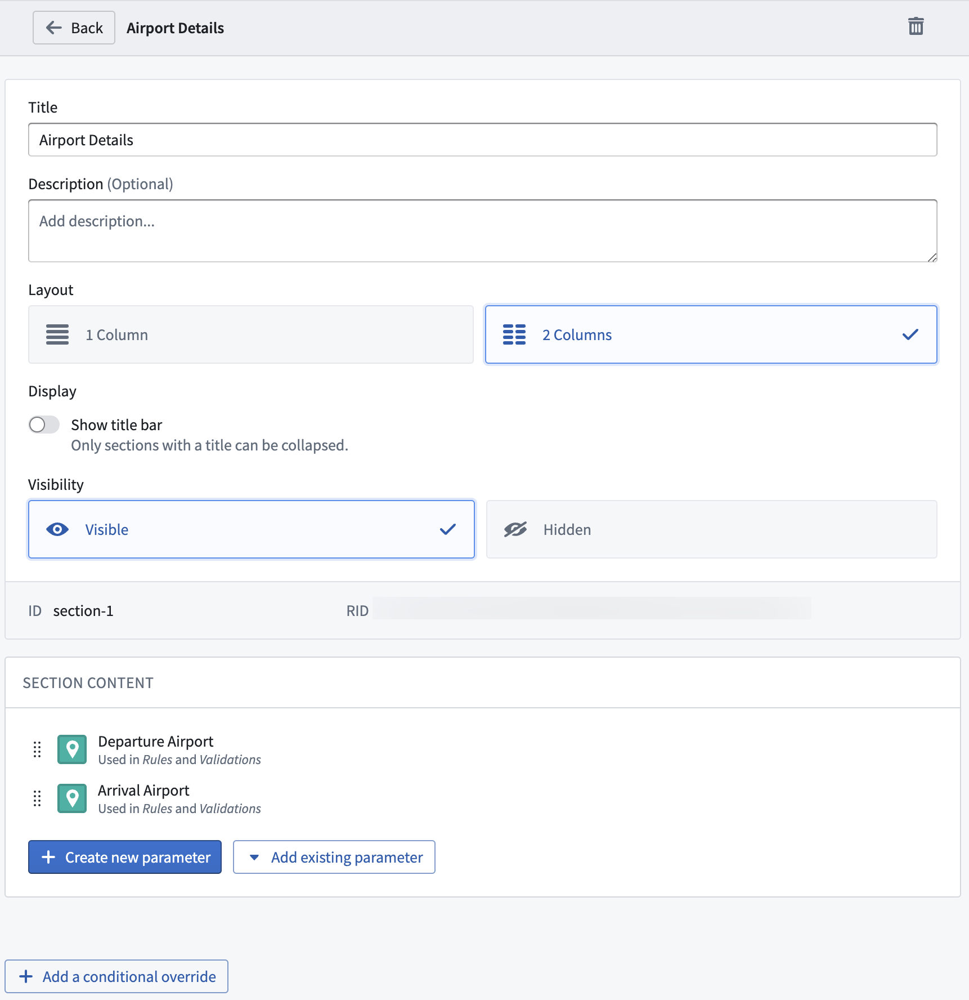 Back Airport Details
Title
Airport Details
Description (Optional)
Add description...
Layout
1 Column 2 Columns
Display
Show title bar
Only sections with a title can be collapsed.
Visibility
Visible Hidden
ID section-1 RID
SECTION CONTENT
Departure Airport
Used in Rules and Validations
Arrival Airport
Used in Rules and Validations
Create new parameter Add existing parameter
Add a conditional override